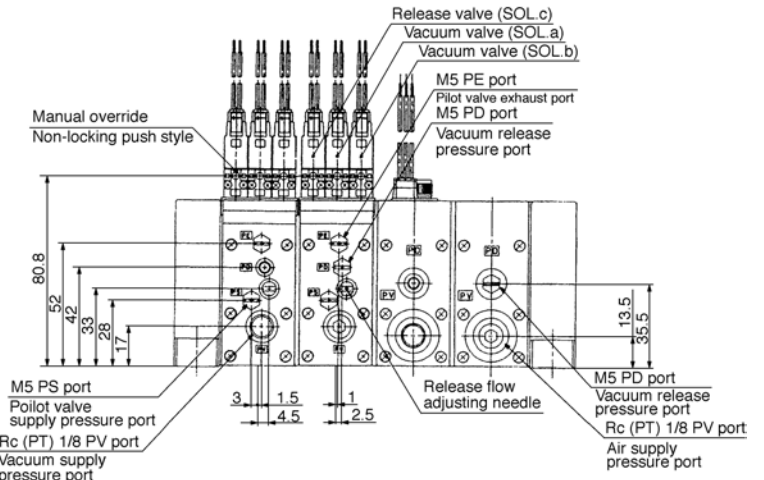 Release valve (SOL.c)
Vacuum valve (SOL.a)
Vacuum valve (SOL.b)
M5 PE port
Pilot valve exhaust port
M5 PD port
Vacuum release
pressure port
Manual override
Non-locking push style
80.8
52
42
33
28
17
PE
PE
PD
PD
PD
PS
PS
PV
PV
13.5
35.5
M5 PS port
Poilot valve
supply pressure port
Rc (PT) 1/8 PV port
Vacuum supply
pressure port
3
1.5
4.5
1
2.5
Release flow
adjusting needle
M5 PD port
Vacuum release
pressure port
Rc (PT) 1/8 PV port
Air supply
pressure port